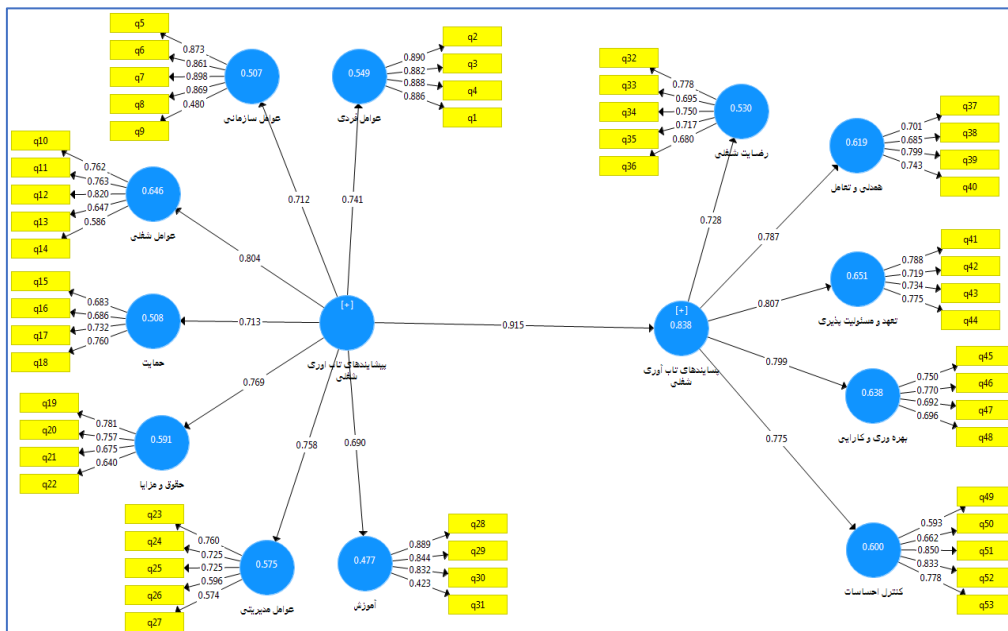 q5
q6
q7
q8
q9
0.873
0.861
0.898
0.869
0.480
0.507
عوامل سازمانی
q2
q3
q4
q1
0.890
0.882
0.888
0.886
0.549
عوامل فردی
q10
q11
q12
q13
q14
0.762
0.763
0.820
0.647
0.586
0.646
عوامل شغلی
q15
q16
q17
q18
0.683
0.686
0.732
0.760
0.508
حمایت
q19
q20
q21
q22
0.781
0.757
0.675
0.640
0.591
حقوق و مزایا
q23
q24
q25
q26
q27
0.760
0.725
0.725
0.596
0.574
0.575
عوامل مدیریتی
q28
q29
q30
q31
0.889
0.844
0.832
0.423
0.477
آموزش
0.712
0.741
0.804
0.713
0.769
0.758
0.690
[+]
پیشایندهای تاب اوری
شغلی
0.915
[+]
0.838
پسایندهای تاب آوری
شغلی
0.728
0.787
0.807
0.799
0.775
q32
q33
q34
q35
q36
0.778
0.695
0.750
0.717
0.680
0.530
رضایت شغلی
q37
q38
q39
q40
0.701
0.685
0.799
0.743
0.619
همدلی و تعامل
q41
q42
q43
q44
0.788
0.719
0.734
0.775
0.651
تعهد و مسئولیت پذیری
q45
q46
q47
q48
0.750
0.770
0.692
0.696
0.638
بهره وری و کارایی
q49
q50
q51
q52
q53
0.593
0.662
0.850
0.833
0.778
0.600
کنترل احساسات